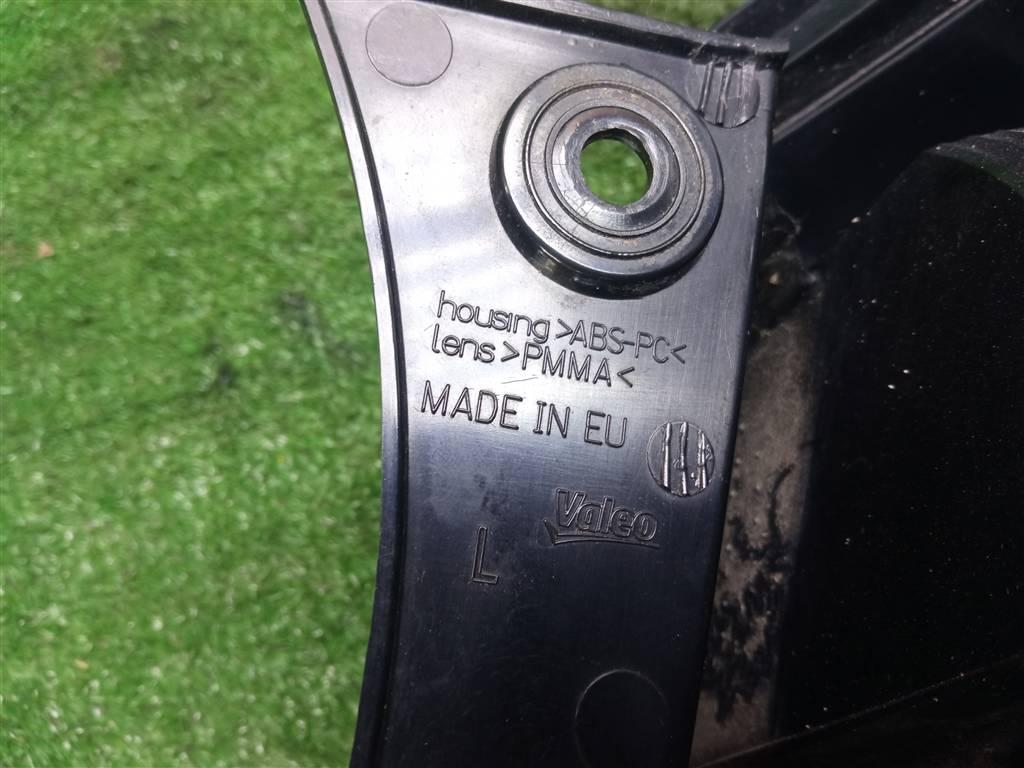 housing>ABS-PC<
lens>PMMA<
MADE IN EU
Valeo
L